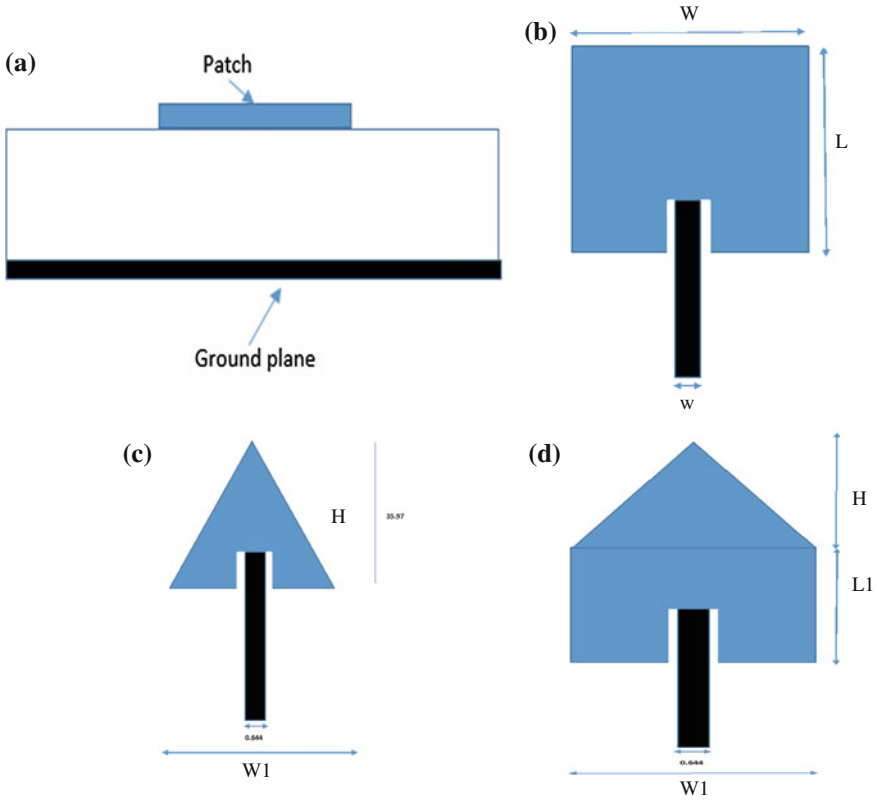 (a)
Patch
Ground plane
(b)
W
L
w
(c)
H
35.97
0.644
W1
(d)
H
L1
0.644
W1